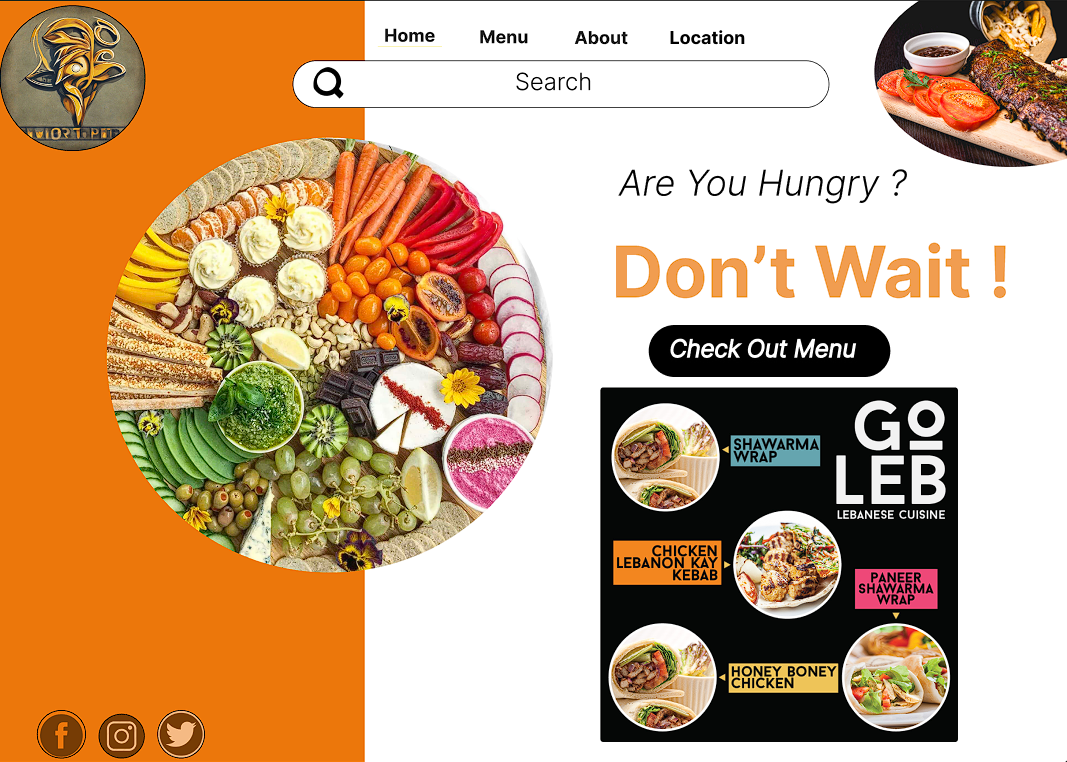 Home
Menu
About
Location
Search
Are You Hungry ?
Don’t Wait !
Check Out Menu
GO
LEB
LEBANESE CUISINE
SHAWARMA
WRAP
CHICKEN
LEBANON KAY
KEBAB
PANEER
SHAWARMA
WRAP
HONEY BONEY
CHICKEN